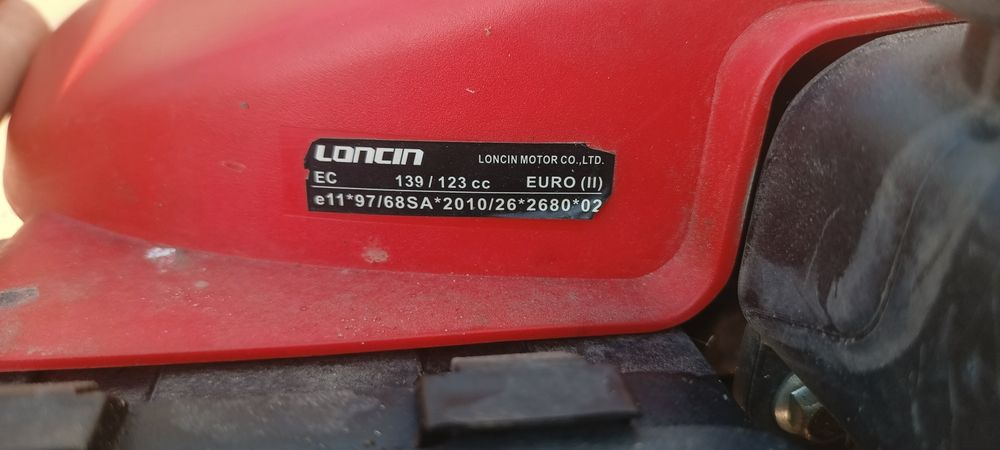 LONCIN LONCIN MOTOR CO.,LTD.
EC 139 / 123 cc EURO (II)
e11*97/68SA*2010/26*2680*02